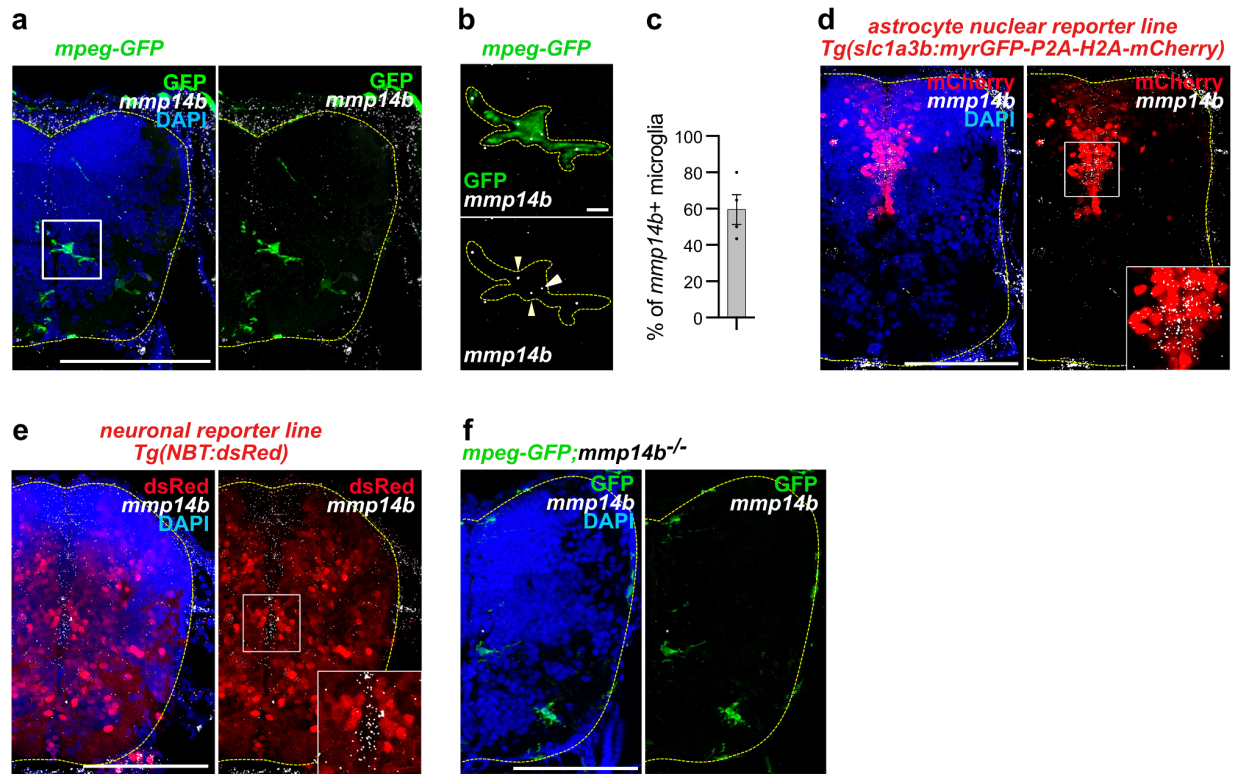 a
mpeg-GFP
GFP
mmp14b
DAPI
GFP
mmp14b
b
mpeg-GFP
GFP
mmp14b
mmp14b
c
% of mmp14b+ microglia
100
80
60
40
20
0
d
astrocyte nuclear reporter line
Tg(slc1a3b:myrGFP-P2A-H2A-mCherry)
mCherry
mmp14b
DAPI
mCherry
mmp14b
e
neuronal reporter line
Tg(NBT:dsRed)
dsRed
mmp14b
DAPI
dsRed
mmp14b
f
mpeg-GFP;mmp14b-/-
GFP
mmp14b
DAPI
GFP
mmp14b